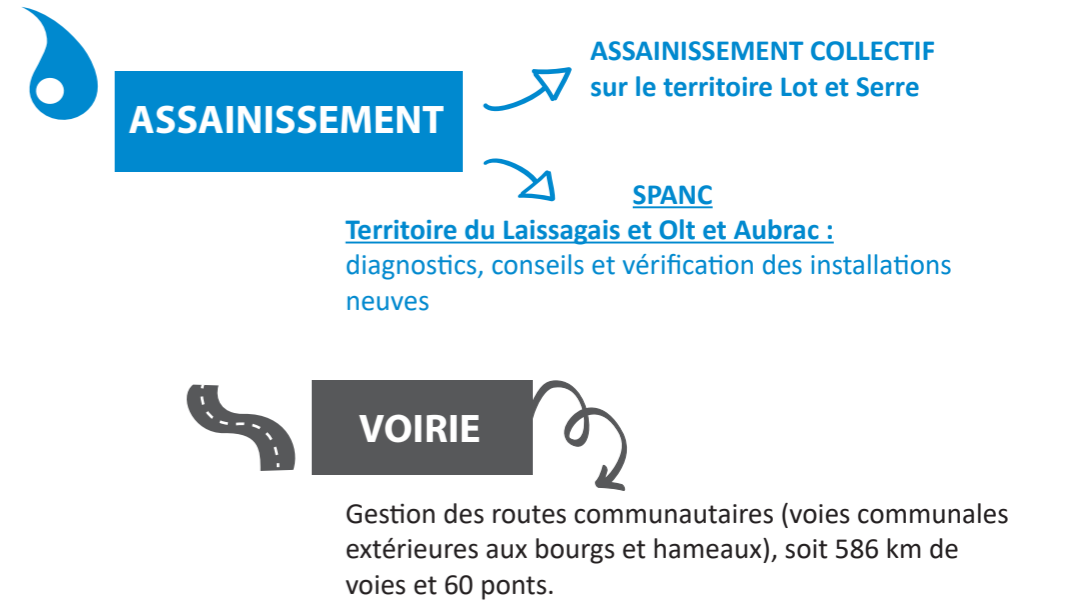 ASSAINISSEMENT
ASSAINISSEMENT COLLECTIF
sur le territoire Lot et Serre
SPANC
Territoire du Laissagais et Olt et Aubrac :
diagnostics, conseils et vérification des installations
neuves
VOIRIE
Gestion des routes communautaires (voies communales
extérieures aux bourgs et hameaux), soit 586 km de
voies et 60 ponts.